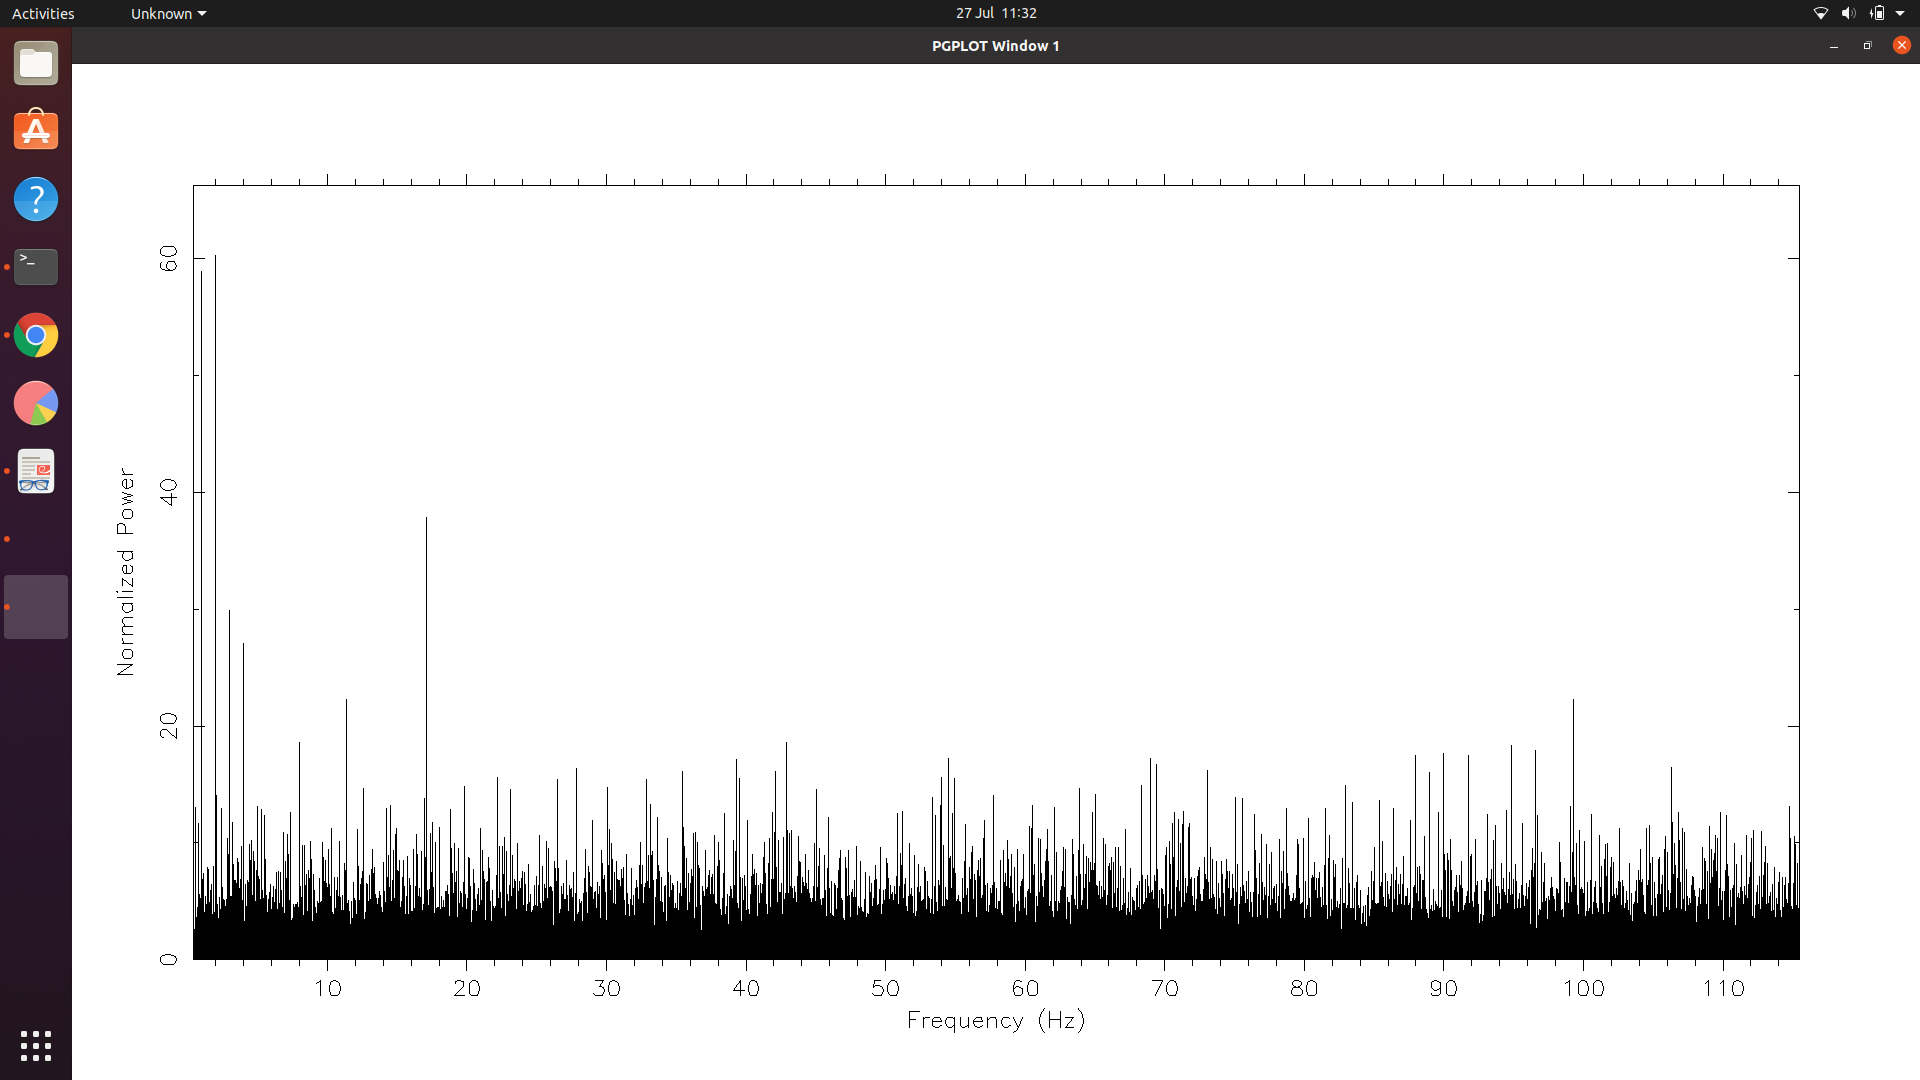 Activities
Unknown
27 Jul 11:32
PGPLOT Window 1
>_
?
Normalized Power
60
40
20
0
10 20 30 40 50 60 70 80 90 100 110
Frequency (Hz)